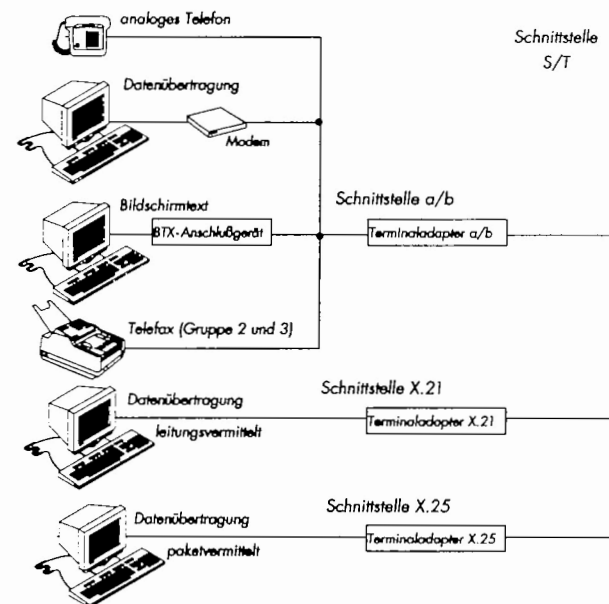 analoges Telefon
Schnittstelle
S/T
Datenübertragung
Modem
Bildschirmtext
Schnittstelle a/b
BTX-Anschlußgerät
Terminaladapter a/b
Telefax (Gruppe 2 und 3)
Schnittstelle X.21
Datenübertragung
Terminaladapter X.21
leitungsvermittelt
Schnittstelle X.25
Datenübertragung
Terminaladapter X.25
paketvermittelt